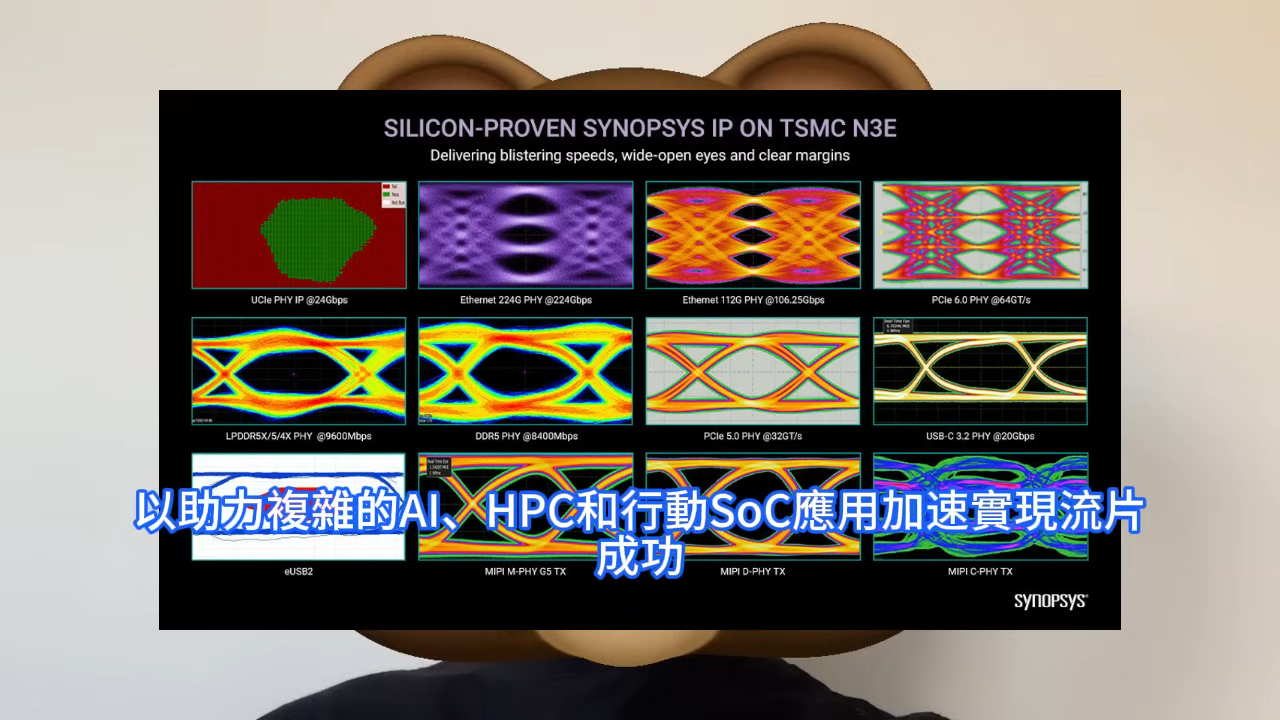 SILICON-PROVEN SYNOPSYS IP ON TSMC N3E
Delivering blistering speeds, wide-open eyes and clear margins
UCIe PHY IP @24Gbps
Ethernet 224G PHY @224Gbps
Ethernet 112G PHY @106.25Gbps
PCIe 6.0 PHY @64GT/s
LPDDR5X/5/4X PHY @9600Mbps
DDR5 PHY @8400Mbps
PCIe 5.0 PHY @32GT/s
USB-C 3.2 PHY @20Gbps
以助力複雜的AI、HPC和行動SoC應用加速實現流片
成功
eUSB2
MIPI M-PHY G5 TX
MIPI D-PHY TX
MIPI C-PHY TX
SYNOPSYS®